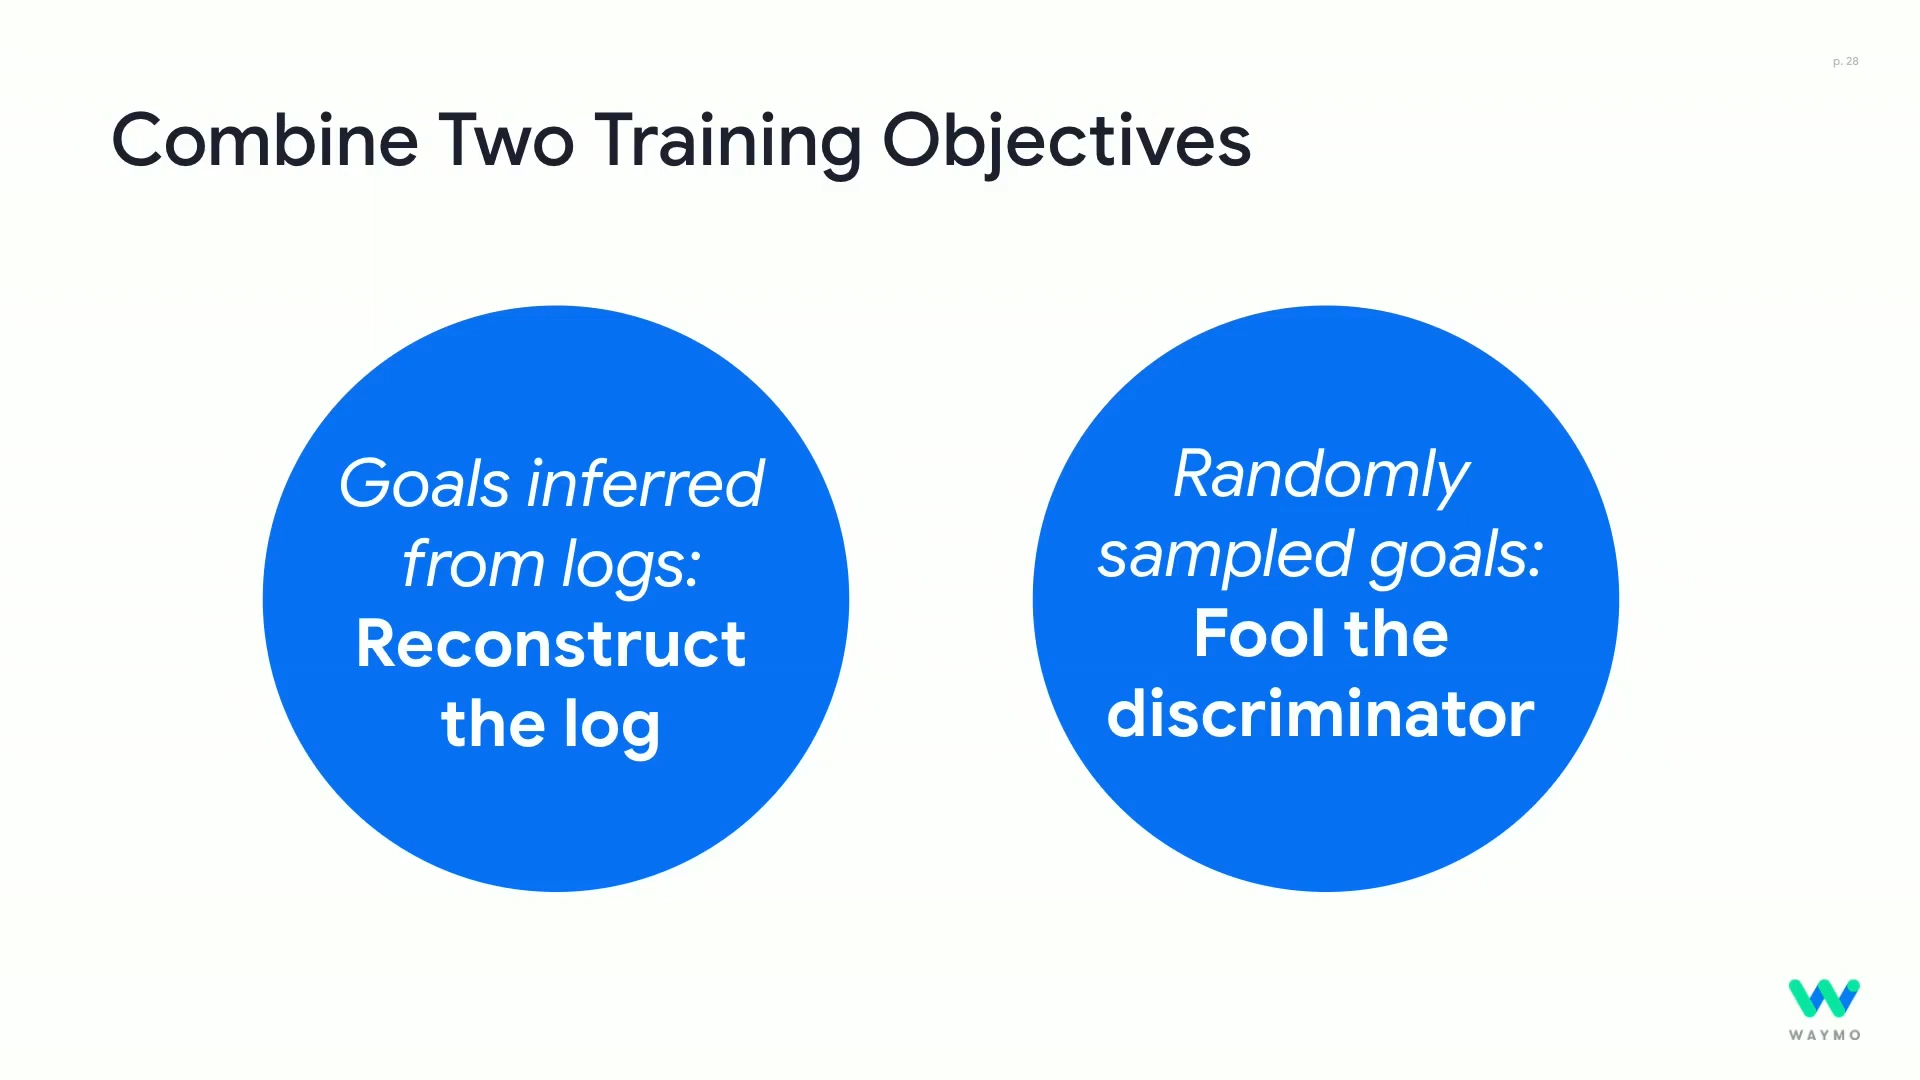 p. 28
Combine Two Training Objectives
Goals inferred
from logs:
Reconstruct
the log
Randomly
sampled goals:
Fool the
discriminator
WAYMO